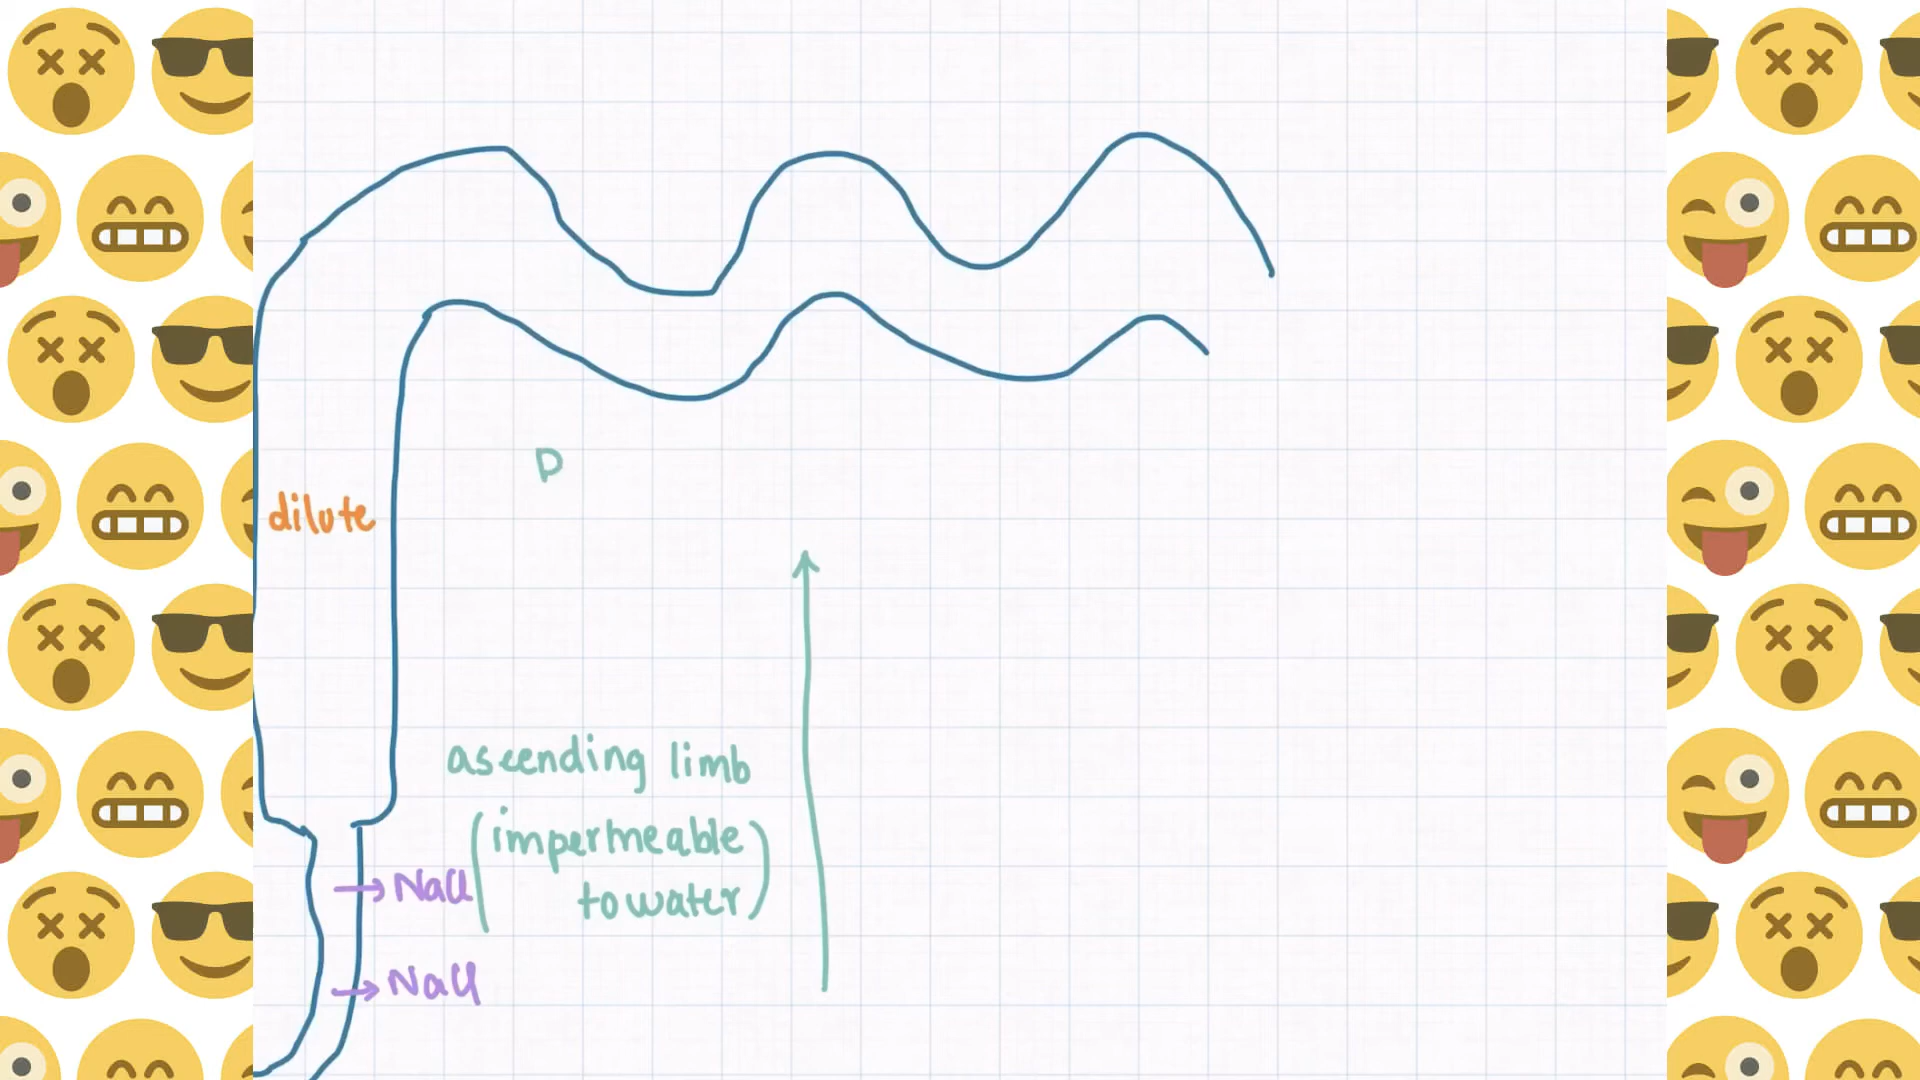 D
dilute
ascending limb
(impermeable
to water)
→ NaCl
→ NaCl